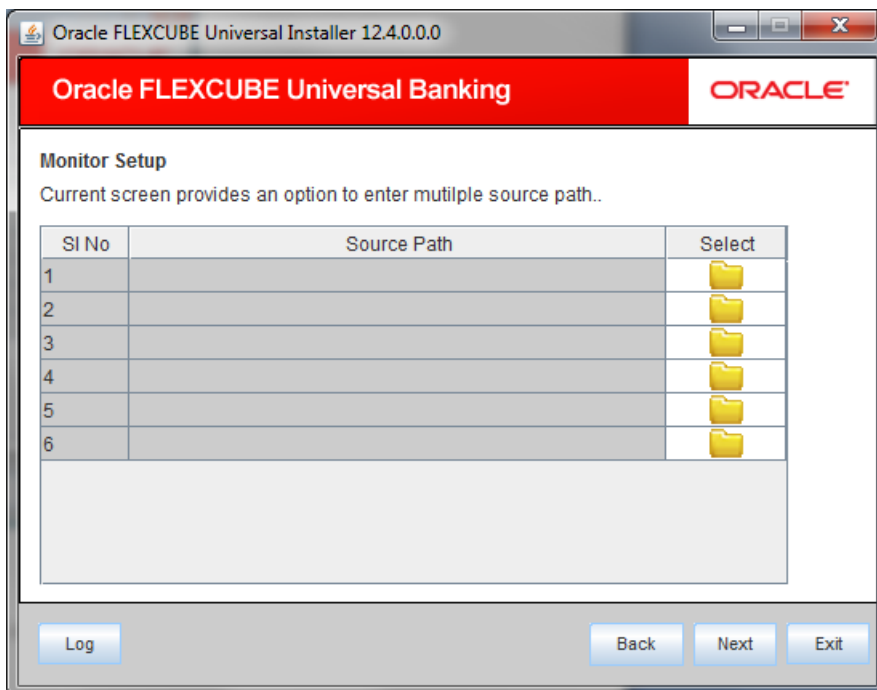 Oracle FLEXCUBE Universal Installer 12.4.0.0.0
Oracle FLEXCUBE Universal Banking
ORACLE
Monitor Setup
Current screen provides an option to enter mutilple source path..
Sl No Source Path Select
1
2
3
4
5
6
Log Back Next Exit